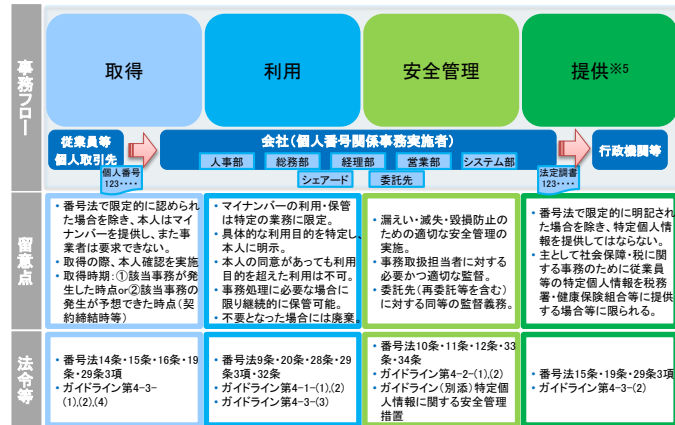 事務フロー
取得
利用
安全管理
提供※5
従業員等
個人取引先
個人番号
123・・・・
会社(個人番号関係事務実施者)
人事部
総務部
経理部
営業部
システム部
シェアード
委託先
法定調書
123・・・・
行政機関等
留意点
・番号法で限定的に認められ
た場合を除き、本人はマイ
ナンバーを提供し、また事
業者は要求できない。
・取得の際、本人確認を実施
・取得時期:①該当事務が発
生した時点or②該当事務の
発生が予想できた時点(契
約締結時等)
・マイナンバーの利用・保管
は特定の業務に限定。
・具体的な利用目的を特定し、
本人に明示。
・本人の同意があっても利用
目的を超えた利用は不可。
・事務処理に必要な場合に
限り継続的に保管可能。
・不要となった場合には廃棄。
・漏えい・滅失・毀損防止の
ための適切な安全管理の
実施。
・事務取扱担当者に対する
必要かつ適切な監督。
・委託先(再委託等を含む)
に対する同等の監督義務。
・番号法で限定的に明記され
た場合を除き、特定個人情
報を提供してはならない。
・主として社会保障・税に関
する事務のために従業員
等の特定個人情報を税務
署・健康保険組合等に提供
する場合等に限られる。
法令等
・番号法14条・15条・16条・19
条・29条3項
・ガイドライン第4-3-
(1),(2),(4)
・番号法9条・20条・28条・29
条3項・32条
・ガイドライン第4-1-(1),(2)
・ガイドライン第4-3-(3)
・番号法10条・11条・12条・33
条・34条
・ガイドライン第4-2-(1),(2)
・ガイドライン(別添)特定個
人情報に関する安全管理
措置
・番号法15条・19条・29条3項
・ガイドライン第4-3-(2)